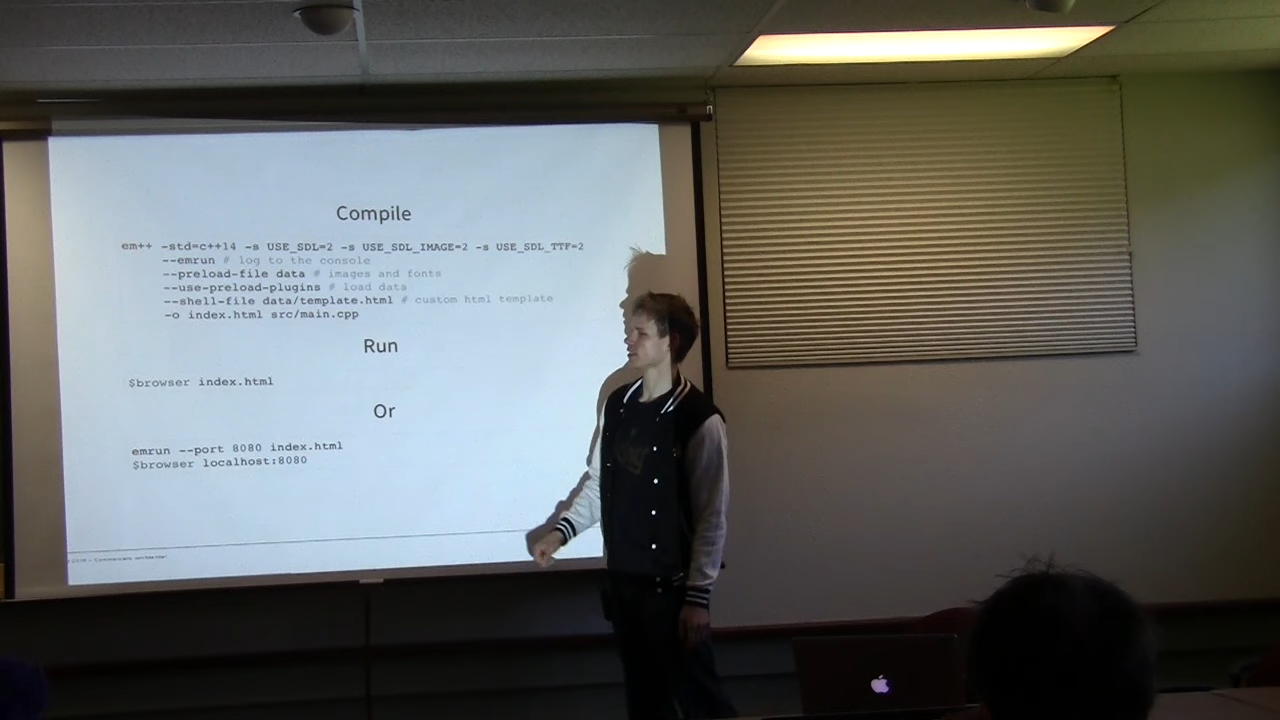 Compile
em++ -std=c++14 -s USE_SDL=2 -s USE_SDL_IMAGE=2 -s USE_SDL_TTF=2
--emrun # log to the console
--preload-file data # images and fonts
--use-preload-plugins # load data
--shell-file data/template.html # custom html template
-o index.html src/main.cpp
Run
$browser index.html
Or
emrun --port 8080 index.html
$browser localhost:8080